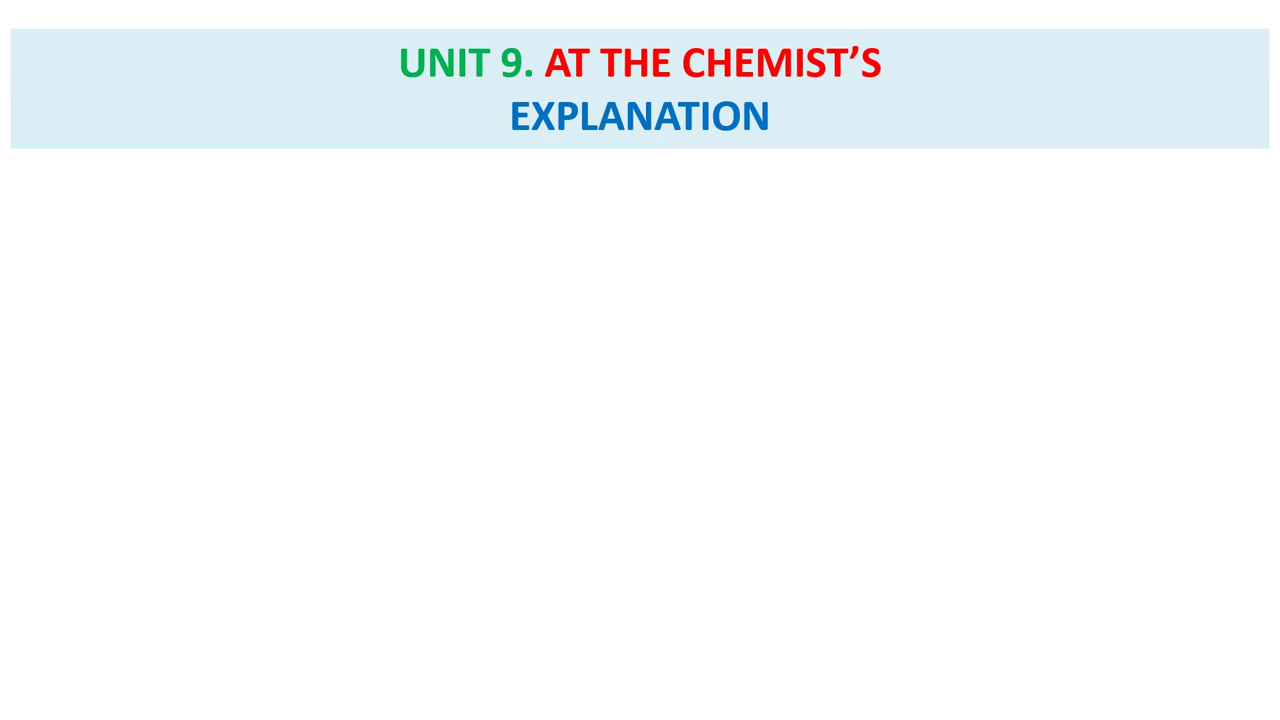 UNIT 9. AT THE CHEMIST’S
EXPLANATION